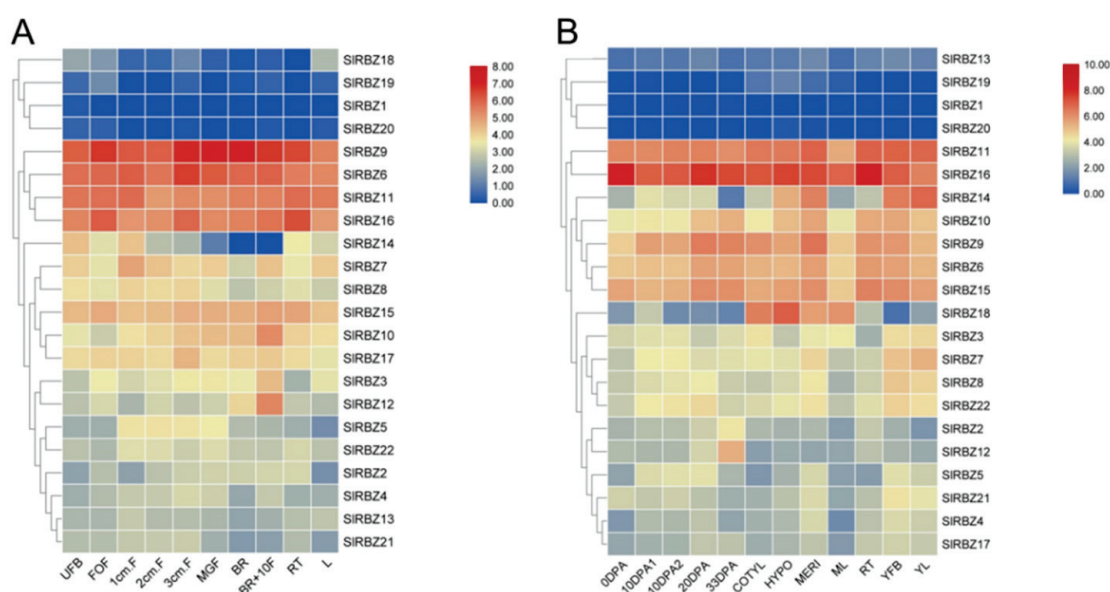 A
SlRBZ18
SlRBZ19
SlRBZ1
SlRBZ20
SlRBZ9
SlRBZ6
SlRBZ11
SlRBZ16
SlRBZ14
SlRBZ7
SlRBZ8
SlRBZ15
SlRBZ10
SlRBZ17
SlRBZ3
SlRBZ12
SlRBZ5
SlRBZ22
SlRBZ2
SlRBZ4
SlRBZ13
SlRBZ21
UFB FOF 1cm.F 2cm.F 3cm.F MGF BR BR+10F RT L
8.00
7.00
6.00
5.00
4.00
3.00
2.00
1.00
0.00
B
SlRBZ13
SlRBZ19
SlRBZ1
SlRBZ20
SlRBZ11
SlRBZ16
SlRBZ14
SlRBZ10
SlRBZ9
SlRBZ6
SlRBZ15
SlRBZ18
SlRBZ3
SlRBZ7
SlRBZ8
SlRBZ22
SlRBZ2
SlRBZ12
SlRBZ5
SlRBZ21
SlRBZ4
SlRBZ17
0DPA 10DPA1 10DPA2 20DPA 33DPA COTYL HYPO MERI ML RT YFB YL
10.00
8.00
6.00
4.00
2.00
0.00